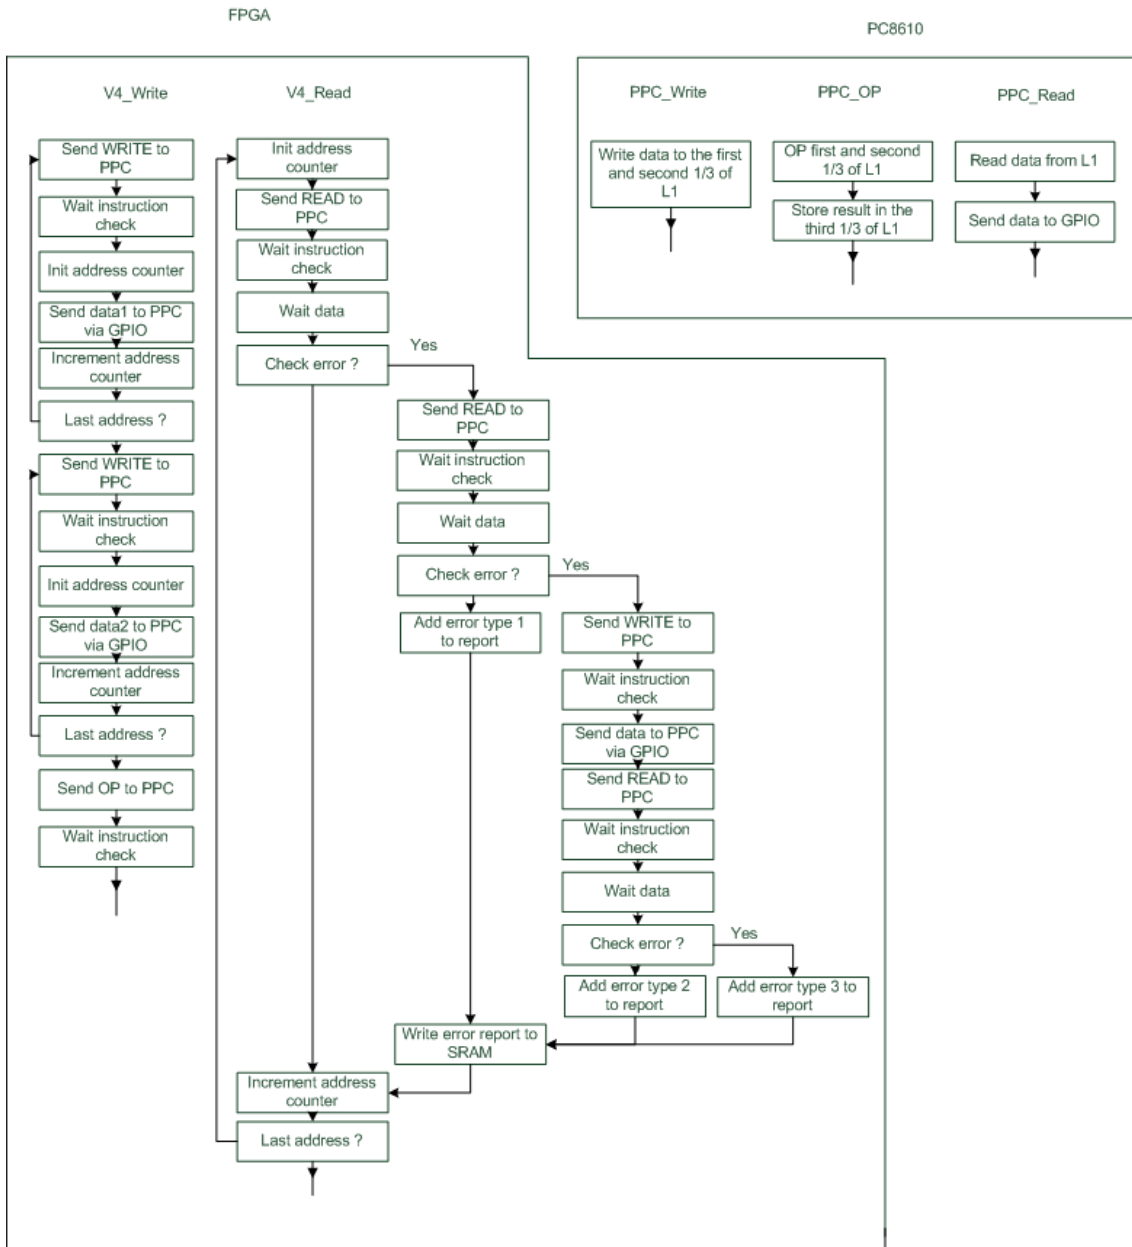 FPGA
PC8610
V4_Write
V4_Read
PPC_Write
PPC_OP
PPC_Read
Send WRITE to
PPC
Wait instruction
check
Init address counter
Send data1 to PPC
via GPIO
Increment address
counter
Last address ?
Send WRITE to
PPC
Wait instruction
check
Init address counter
Send data2 to PPC
via GPIO
Increment address
counter
Last address ?
Send OP to PPC
Wait instruction
check
Init address
counter
Send READ to
PPC
Wait instruction
check
Wait data
Check error ?
Yes
Send READ to
PPC
Wait instruction
check
Wait data
Check error ?
Yes
Add error type 1
to report
Send WRITE to
PPC
Wait instruction
check
Send data to PPC
via GPIO
Send READ to
PPC
Wait instruction
check
Wait data
Check error ?
Yes
Add error type 2
to report
Add error type 3 to
report
Write error report to
SRAM
Increment address
counter
Last address ?
Write data to the first
and second 1/3 of
L1
OP first and second
1/3 of L1
Store result in the
third 1/3 of L1
Read data from L1
Send data to GPIO